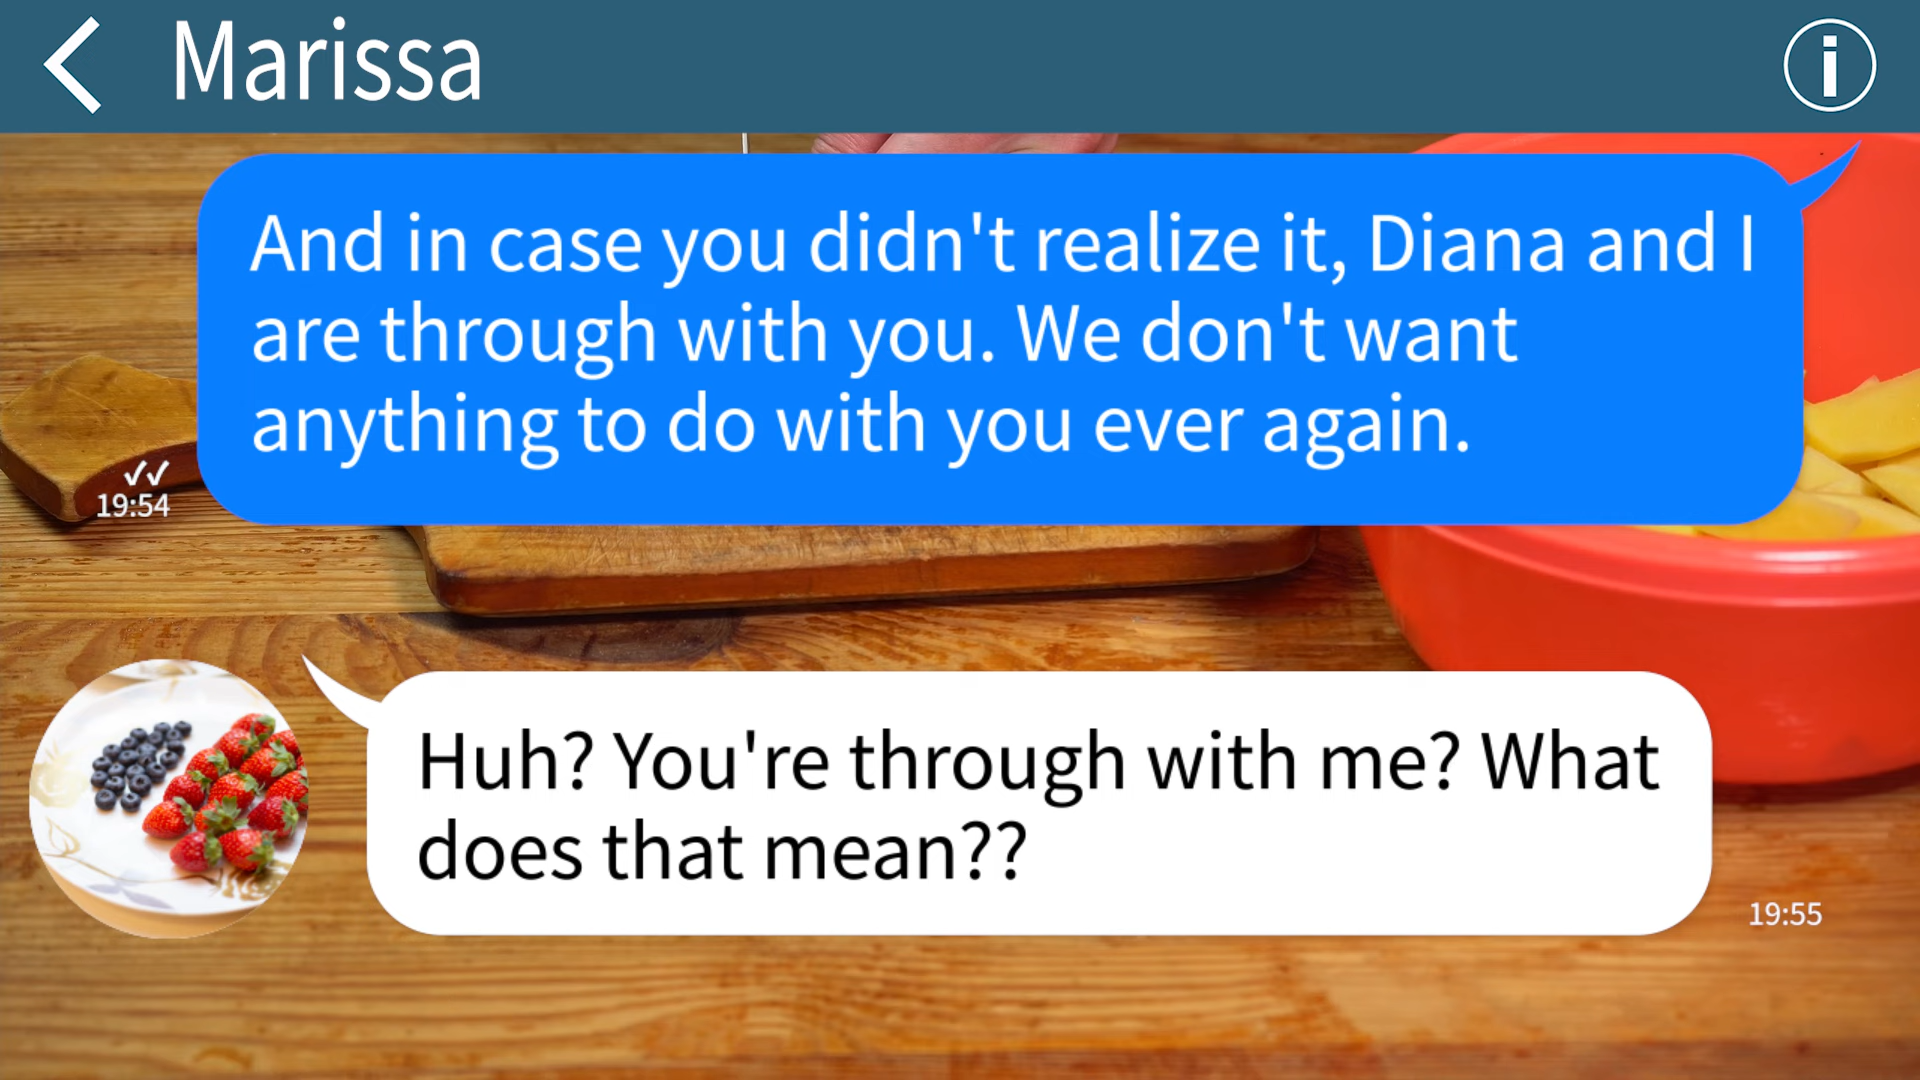 Marissa
And in case you didn't realize it, Diana and I
are through with you. We don't want
anything to do with you ever again.
19:54
Huh? You're through with me? What
does that mean??
19:55